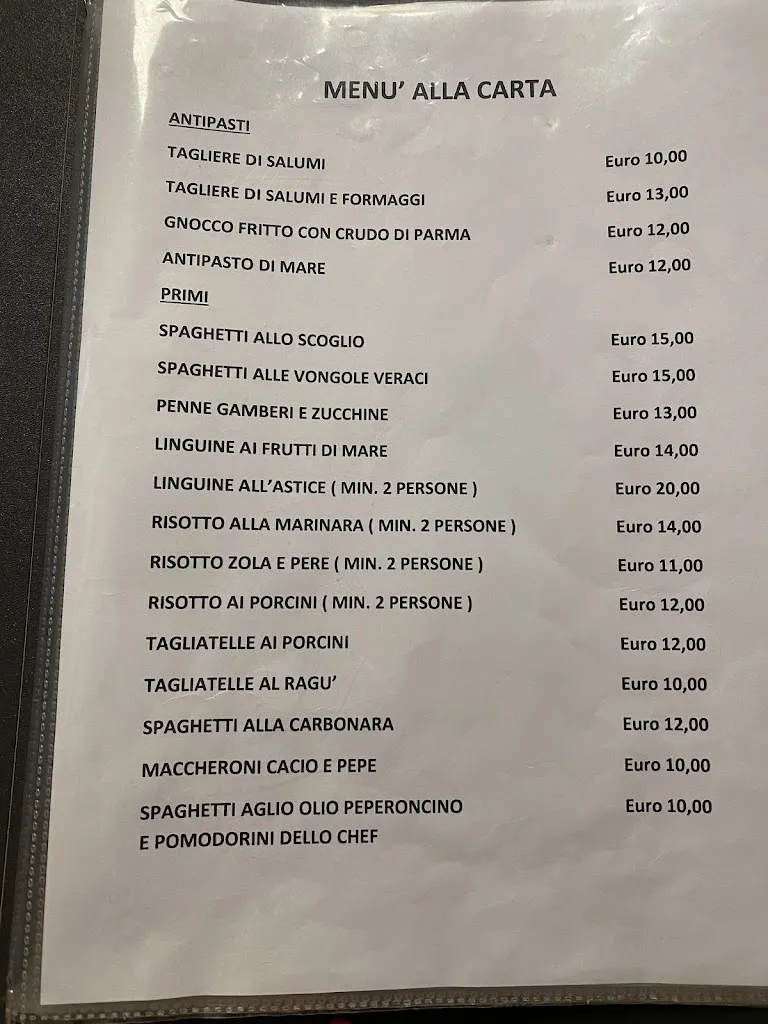 MENU' ALLA CARTA
ANTIPASTI
TAGLIERE DI SALUMI Euro 10,00
TAGLIERE DI SALUMI E FORMAGGI Euro 13,00
GNOCCO FRITTO CON CRUDO DI PARMA Euro 12,00
ANTIPASTO DI MARE Euro 12,00
PRIMI
SPAGHETTI ALLO SCOGLIO Euro 15,00
SPAGHETTI ALLE VONGOLE VERACI Euro 15,00
PENNE GAMBERI E ZUCCHINE Euro 13,00
LINGUINE AI FRUTTI DI MARE Euro 14,00
LINGUINE ALL'ASTICE ( MIN. 2 PERSONE ) Euro 20,00
RISOTTO ALLA MARINARA ( MIN. 2 PERSONE ) Euro 14,00
RISOTTO ZOLA E PERE ( MIN. 2 PERSONE ) Euro 11,00
RISOTTO AI PORCINI ( MIN. 2 PERSONE ) Euro 12,00
TAGLIATELLE AI PORCINI Euro 12,00
TAGLIATELLE AL RAGU' Euro 10,00
SPAGHETTI ALLA CARBONARA Euro 12,00
MACCHERONI CACIO E PEPE Euro 10,00
SPAGHETTI AGLIO OLIO PEPERONCINO Euro 10,00
E POMODORINI DELLO CHEF